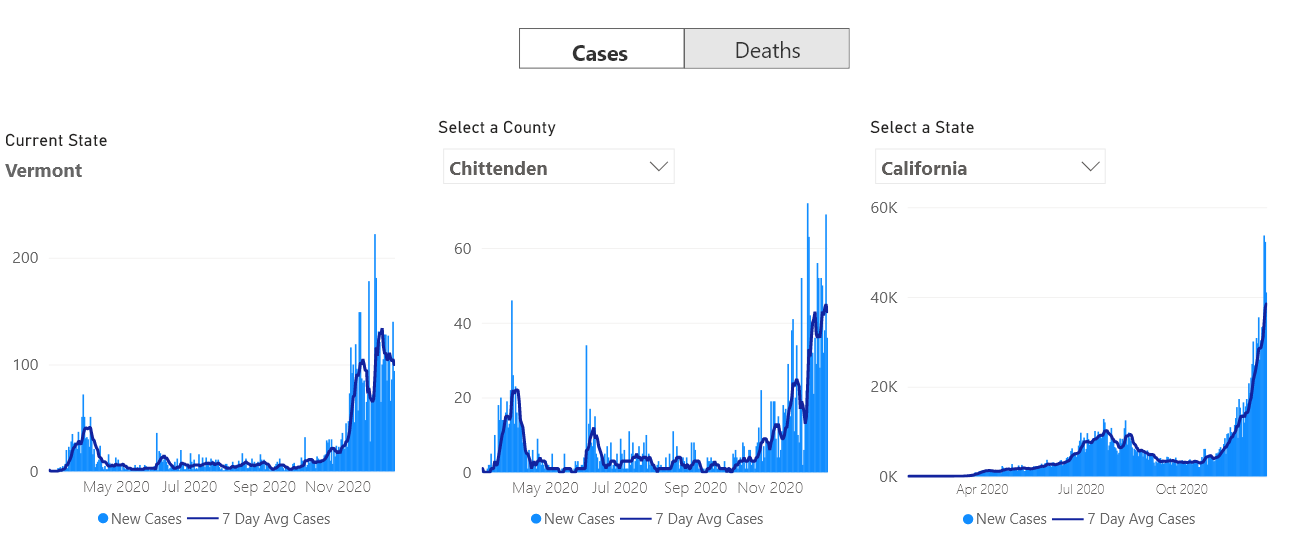 Cases Deaths
Current State
Vermont
200
100
0
May 2020 Jul 2020 Sep 2020 Nov 2020
New Cases 7 Day Avg Cases
Select a County
Chittenden
60
40
20
0
May 2020 Jul 2020 Sep 2020 Nov 2020
New Cases 7 Day Avg Cases
Select a State
California
60K
40K
20K
0K
Apr 2020 Jul 2020 Oct 2020
New Cases 7 Day Avg Cases